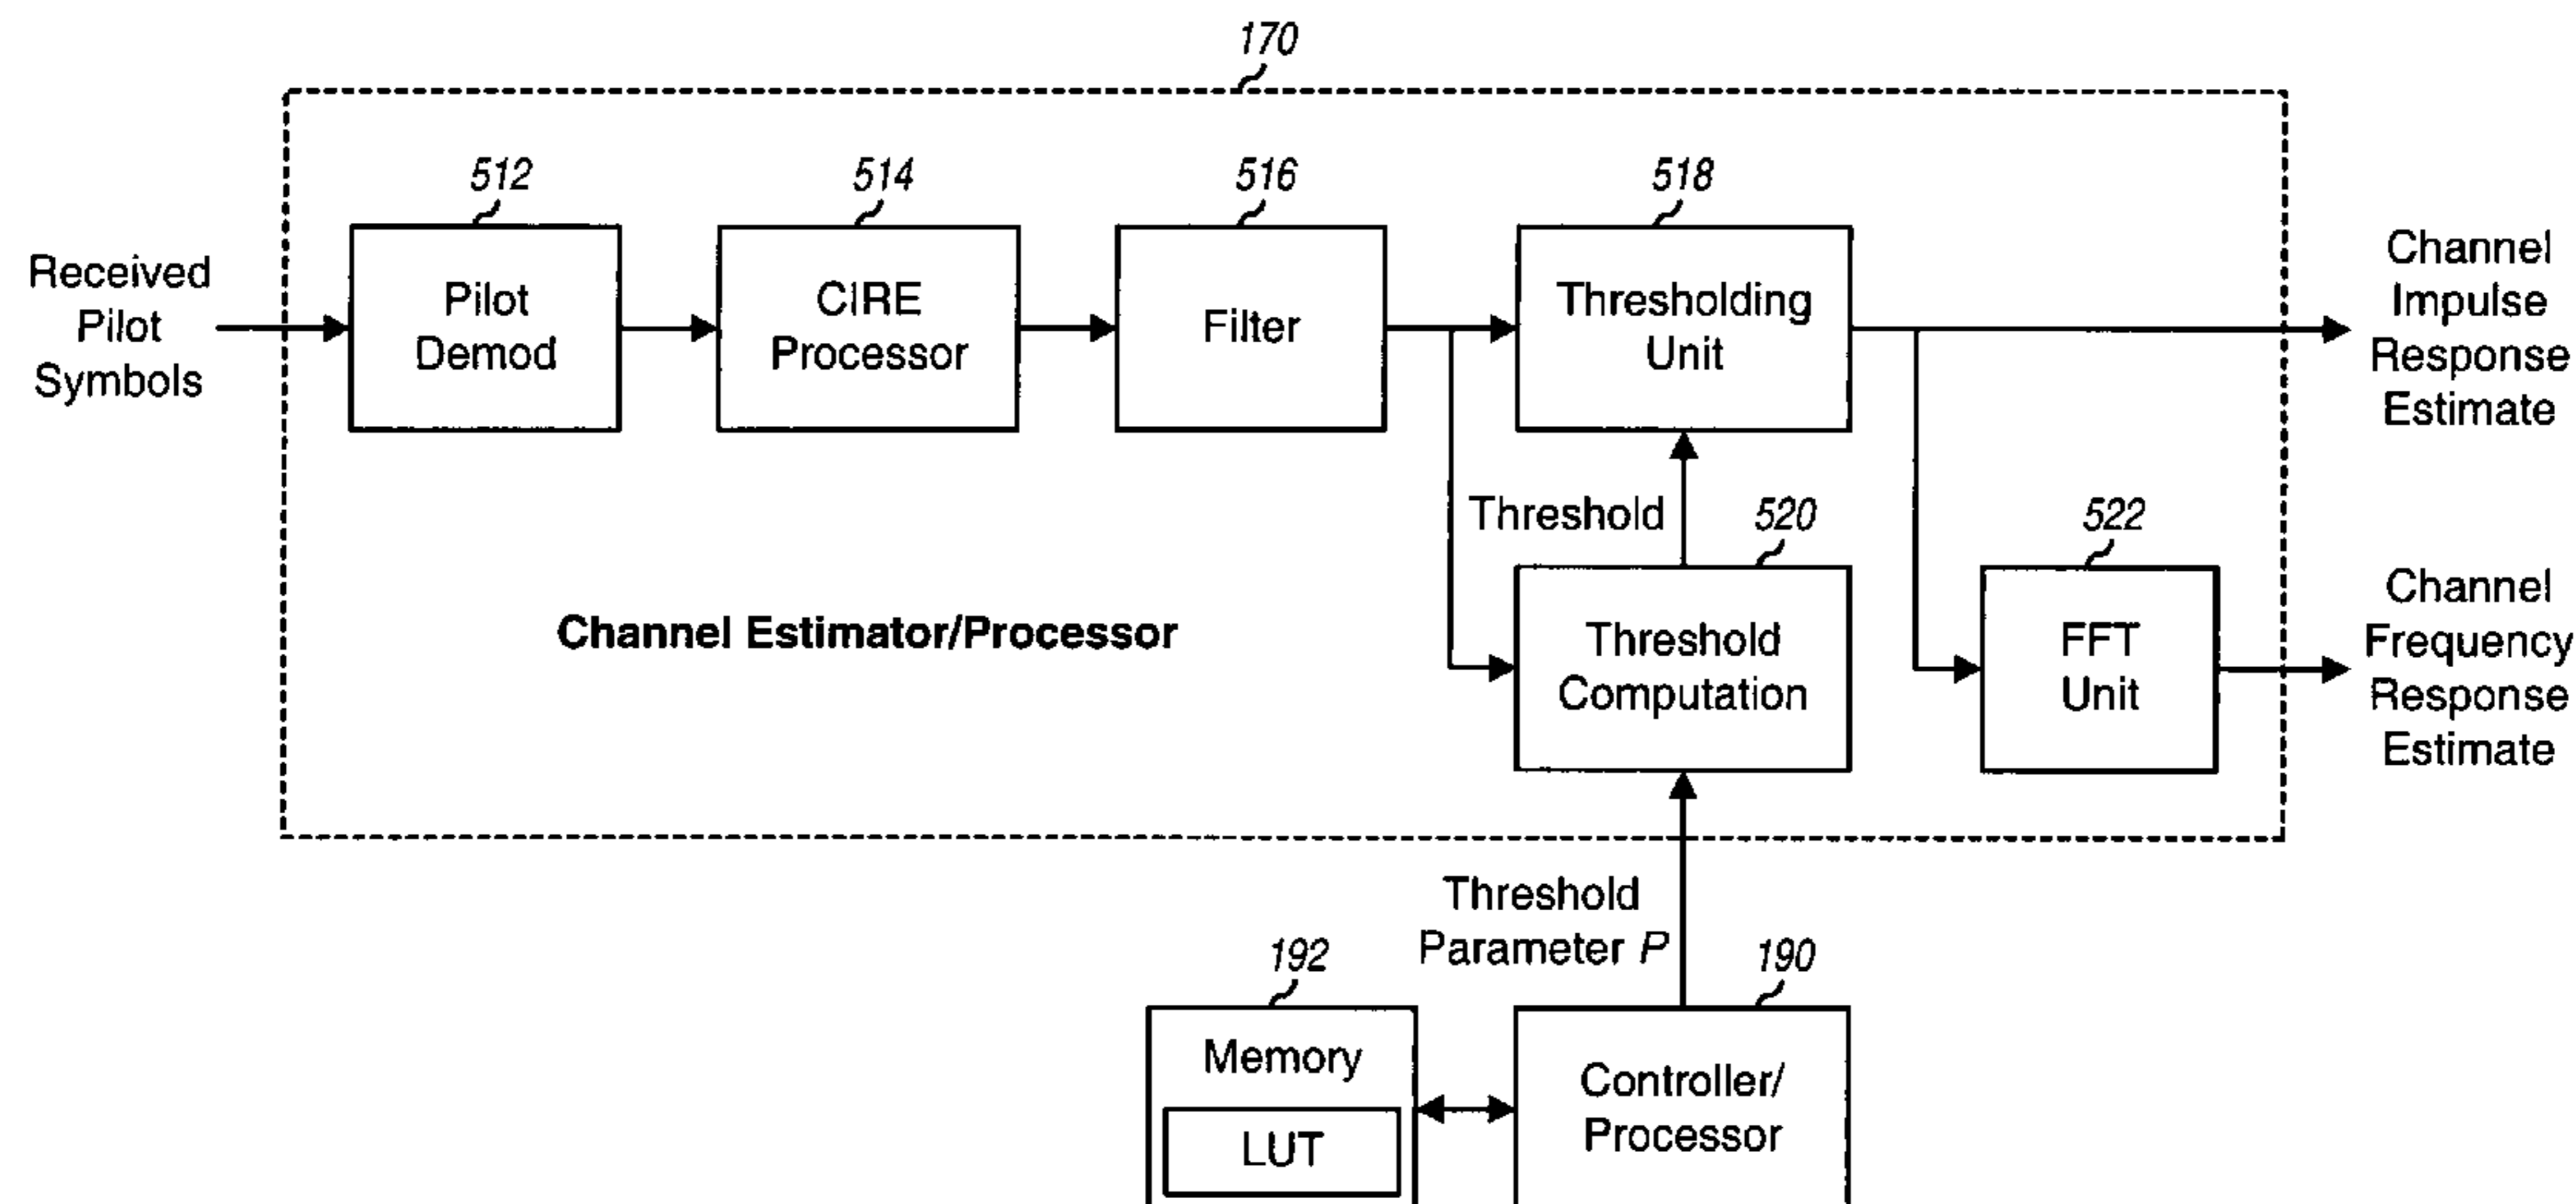 170
512
514
516
518
Received
Pilot
Symbols
Pilot
Demod
CIRE
Processor
Filter
Thresholding
Unit
Channel
Impulse
Response
Estimate
Threshold
520
522
Channel Estimator/Processor
Threshold
Computation
FFT
Unit
Channel
Frequency
Response
Estimate
Threshold
Parameter P
192
190
Memory
LUT
Controller/
Processor